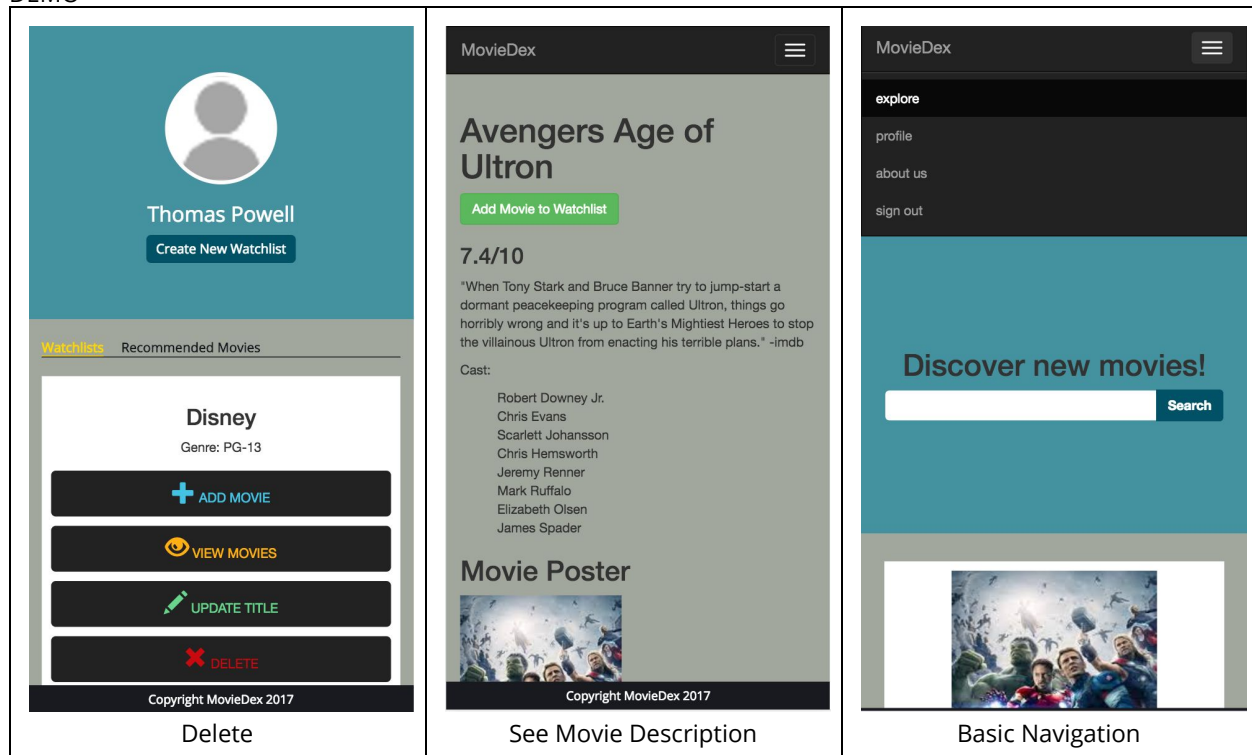 DEMO
Thomas Powell
Create New Watchlist
Watchlists Recommended Movies
Disney
Genre: PG-13
ADD MOVIE
VIEW MOVIES
UPDATE TITLE
DELETE
Copyright MovieDex 2017
Delete
MovieDex
Avengers Age of
Ultron
Add Movie to Watchlist
7.4/10
"When Tony Stark and Bruce Banner try to jump-start a
dormant peacekeeping program called Ultron, things go
horribly wrong and it's up to Earth's Mightiest Heroes to stop
the villainous Ultron from enacting his terrible plans." -imdb
Cast:
Robert Downey Jr.
Chris Evans
Scarlett Johansson
Chris Hemsworth
Jeremy Renner
Mark Ruffalo
Elizabeth Olsen
James Spader
Movie Poster
Copyright MovieDex 2017
See Movie Description
MovieDex
explore
profile
about us
sign out
Discover new movies!
Search
Basic Navigation